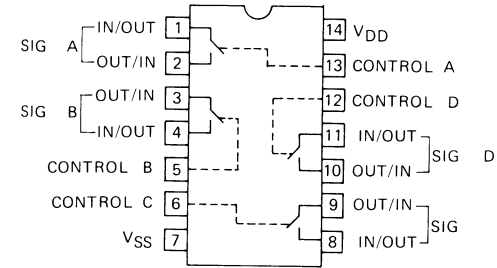 IN/OUT 1
SIG A
OUT/IN 2
OUT/IN 3
SIG B
IN/OUT 4
CONTROL B 5
CONTROL C 6
VSS 7
14 VDD
13 CONTROL A
12 CONTROL D
11 IN/OUT
SIG D
10 OUT/IN
9 OUT/IN
SIG
8 IN/OUT